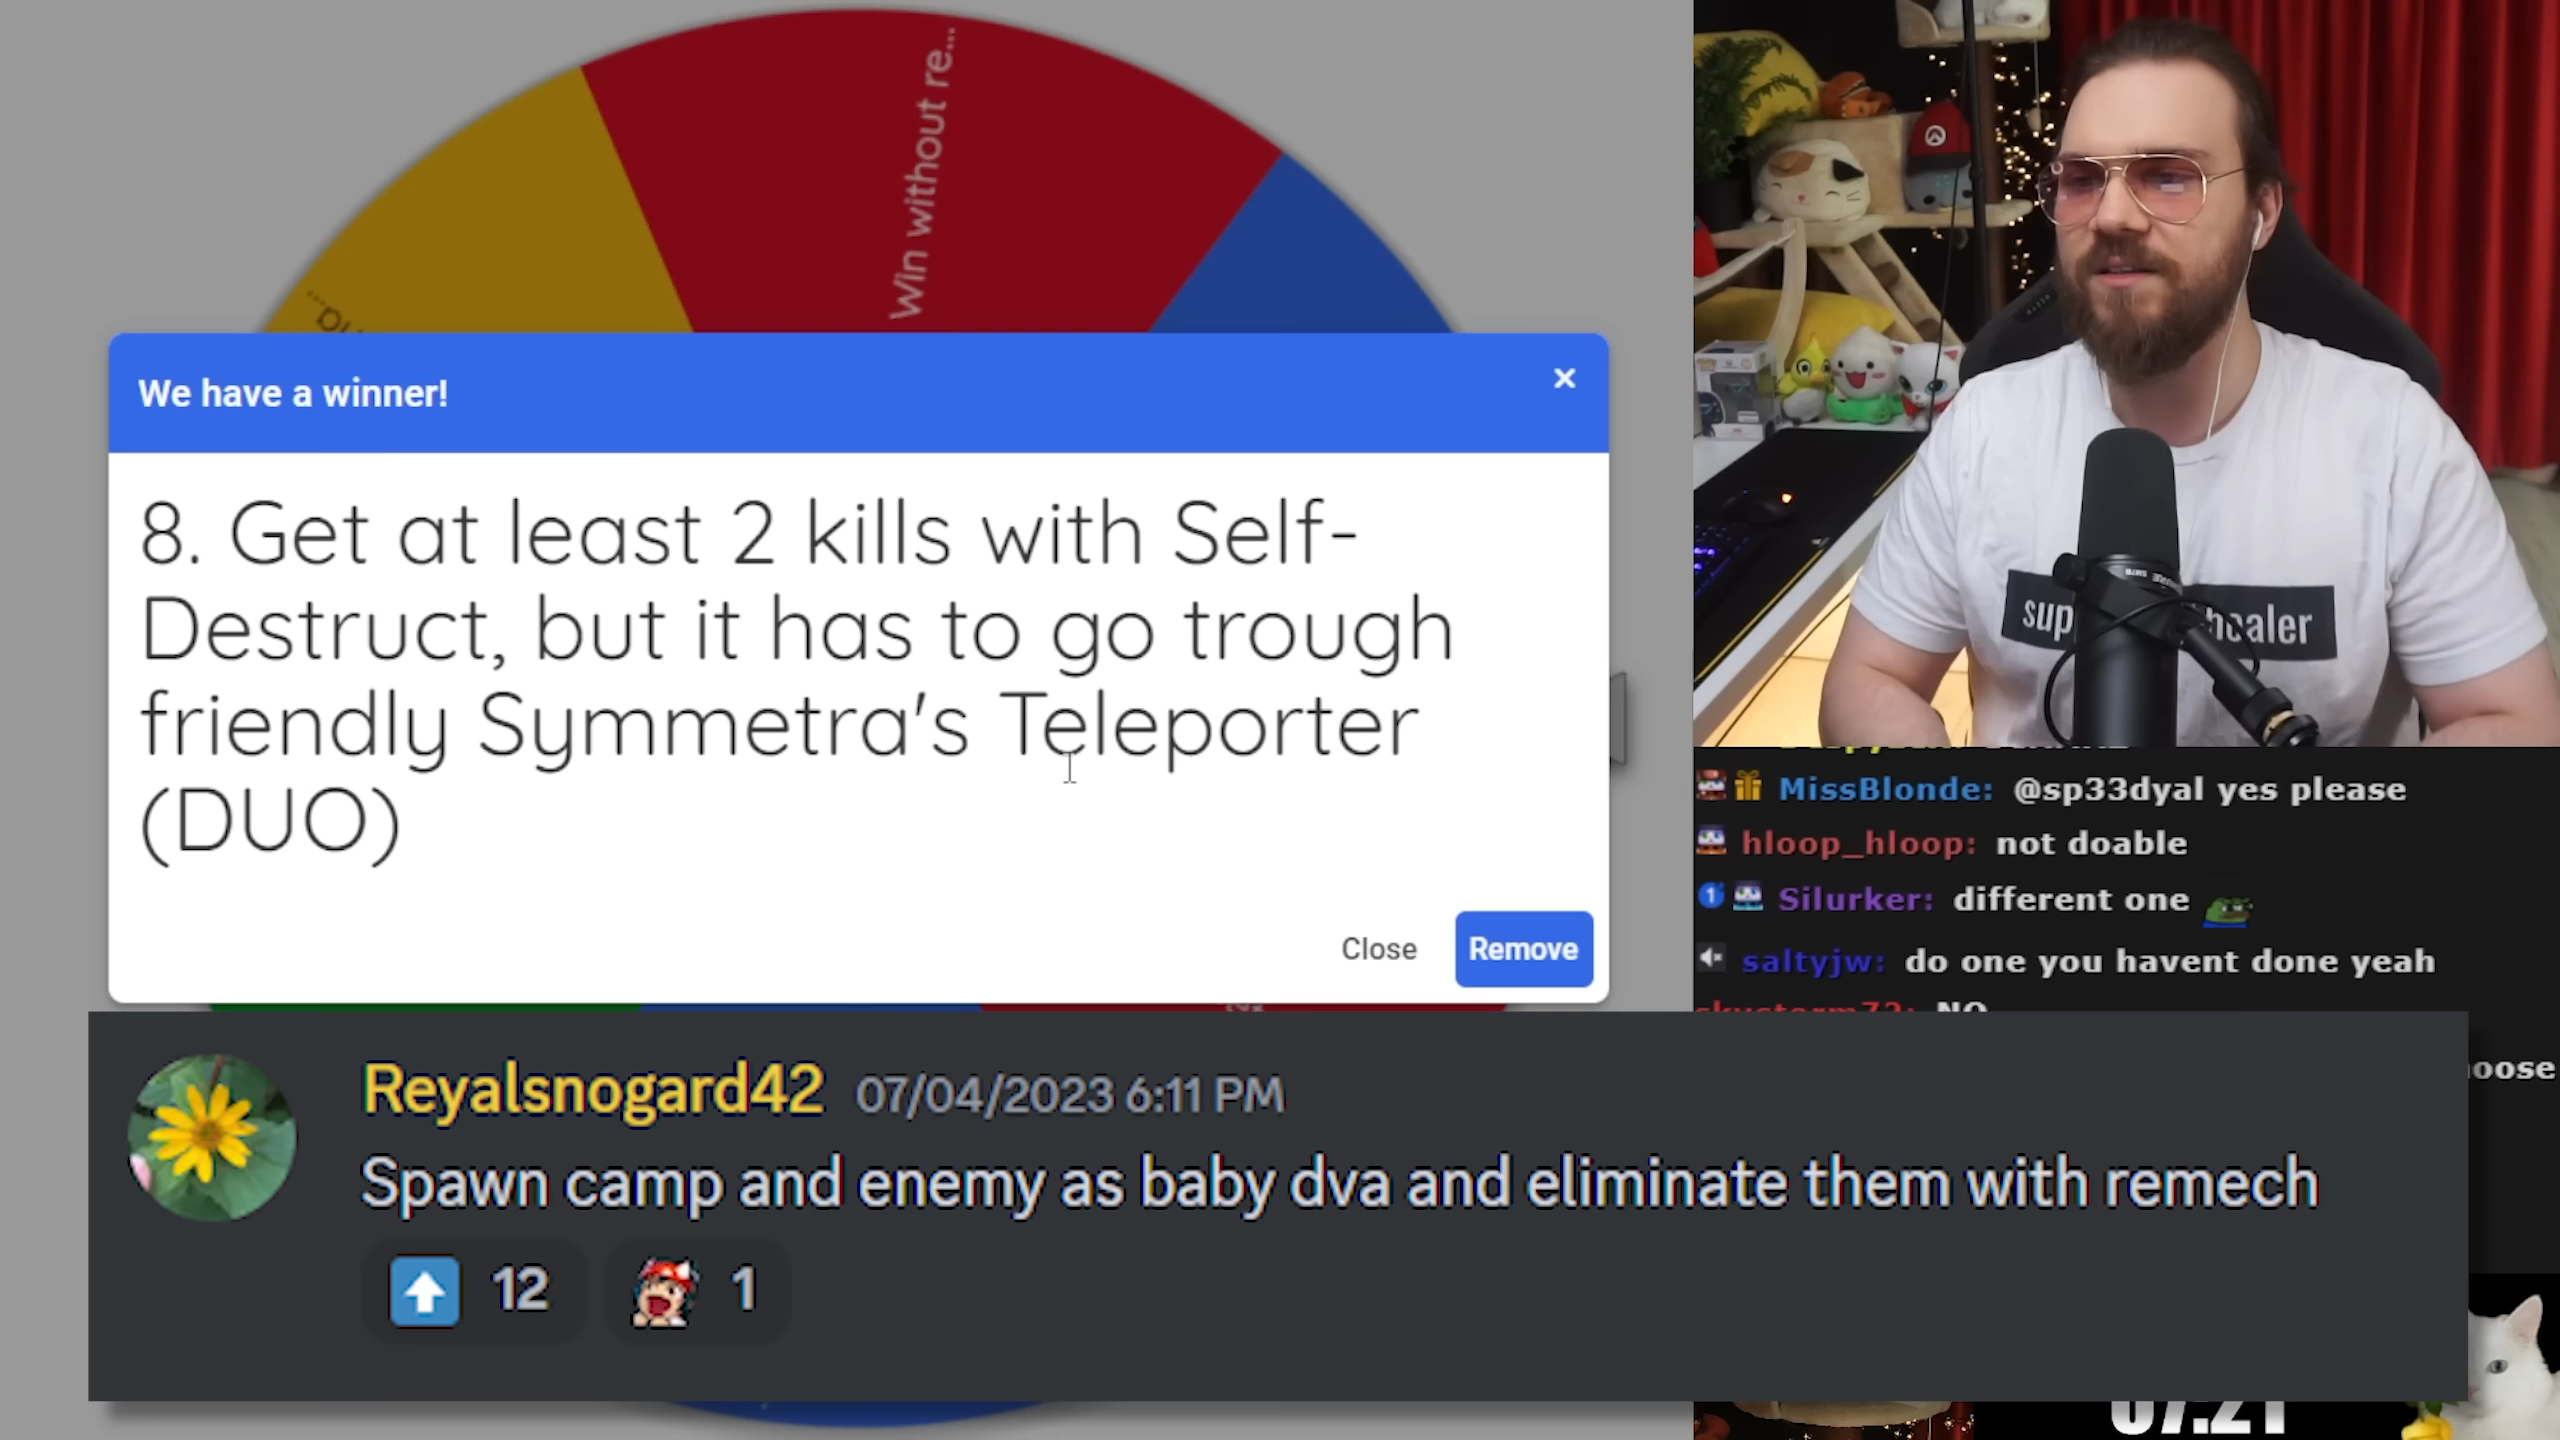 Win without re...
We have a winner!
8. Get at least 2 kills with Self-
Destruct, but it has to go trough
friendly Symmetra's Teleporter
(DUO)
Close Remove
healer
MissBlonde: @sp33dyal yes please
hloop_hloop: not doable
Silurker: different one
saltyjw: do one you havent done yeah
NO
Reyalsnogard42 07/04/2023 6:11 PM
Spawn camp and enemy as baby dva and eliminate them with remech
12 1